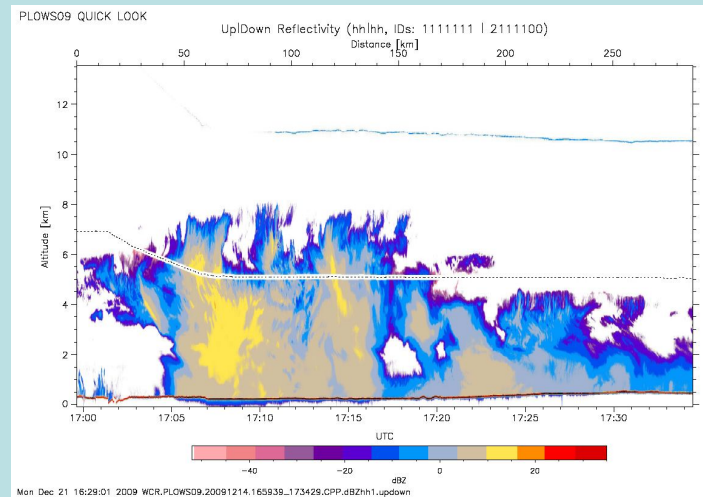 PLOWS09 QUICK LOOK
Up|Down Reflectivity (hh|hh, IDs: 1111111 | 2111100)
Distance [km]
0 50 100 150 200 250
Altitude [km]
12
10
8
6
4
2
0
17:00 17:05 17:10 17:15 17:20 17:25 17:30
UTC
-40 -20 0 20
dBZ
Mon Dec 21 16:29:01 2009 WCR.PLOWS09.20091214.165939_173429.CPP.dBZhh1.updown